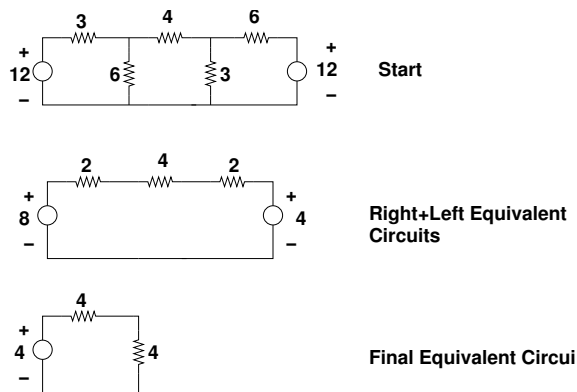 3 4 6
+ +
12 6 3 12 Start
− −
2 4 2
+ +
8 4 Right+Left Equivalent
− − Circuits
4
+
4 4 Final Equivalent Circui
−